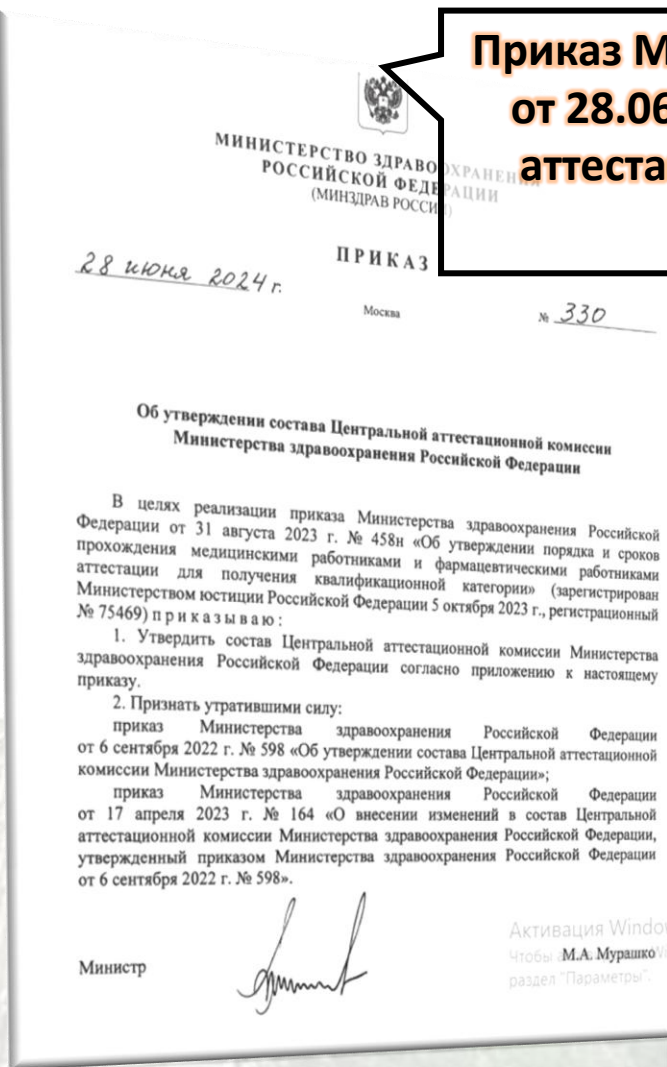 Приказ М
от 28.06
аттеста
МИНИСТЕРСТВО ЗДРАВООХРАНЕНИЯ
РОССИЙСКОЙ ФЕДЕРАЦИИ
(МИНЗДРАВ РОССИИ)
ПРИКАЗ
28 июня 2024 г.
Москва
№ 330
Об утверждении состава Центральной аттестационной комиссии
Министерства здравоохранения Российской Федерации
В целях реализации приказа Министерства здравоохранения Российской
Федерации от 31 августа 2023 г. № 458н «Об утверждении порядка и сроков
прохождения медицинскими работниками и фармацевтическими работниками
аттестации для получения квалификационной категории» (зарегистрирован
Министерством юстиции Российской Федерации 5 октября 2023 г., регистрационный
№ 75469) п р и к а з ы в а ю :
1. Утвердить состав Центральной аттестационной комиссии Министерства
здравоохранения Российской Федерации согласно приложению к настоящему
приказу.
2. Признать утратившими силу:
приказ Министерства здравоохранения Российской Федерации
от 6 сентября 2022 г. № 598 «Об утверждении состава Центральной аттестационной
комиссии Министерства здравоохранения Российской Федерации»;
приказ Министерства здравоохранения Российской Федерации
от 17 апреля 2023 г. № 164 «О внесении изменений в состав Центральной
аттестационной комиссии Министерства здравоохранения Российской Федерации,
утвержденный приказом Министерства здравоохранения Российской Федерации
от 6 сентября 2022 г. № 598».
Активация Windo
Чтобы
Министр
М.А. Мурашко
раздел "Параметры".